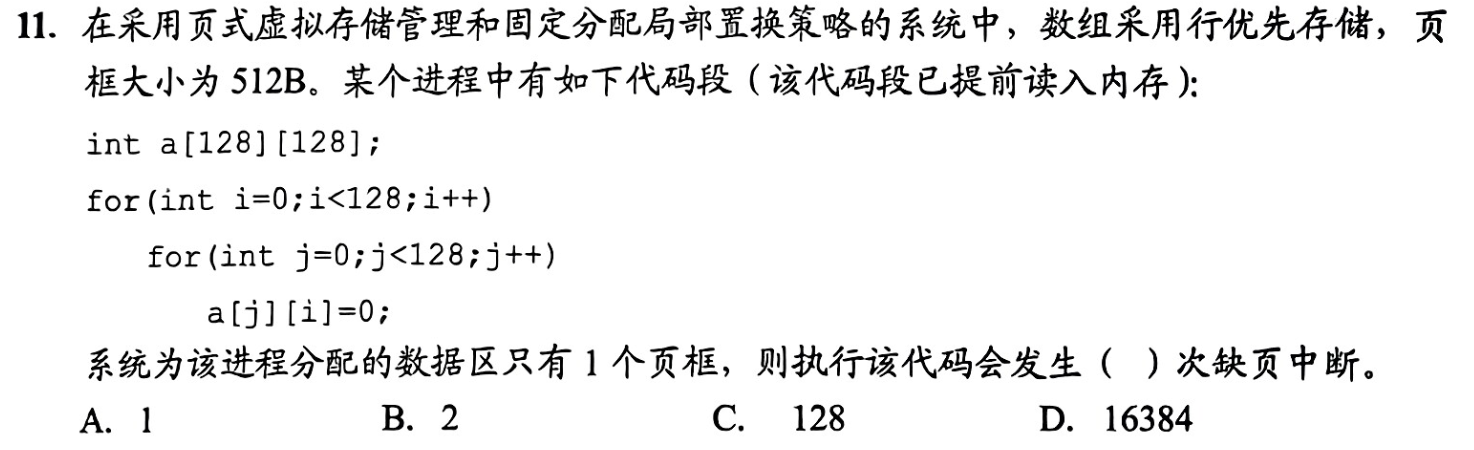 11. 在采用页式虚拟存储管理和固定分配局部置换策略的系统中，数组采用行优先存储，页
框大小为 512B。某个进程中有如下代码段（该代码段已提前读入内存）：
int a[128][128];
for(int i=0;i<128;i++)
for(int j=0;j<128;j++)
a[j][i]=0;
系统为该进程分配的数据区只有 1 个页框，则执行该代码会发生（ ）次缺页中断。
A. 1 B. 2 C. 128 D. 16384